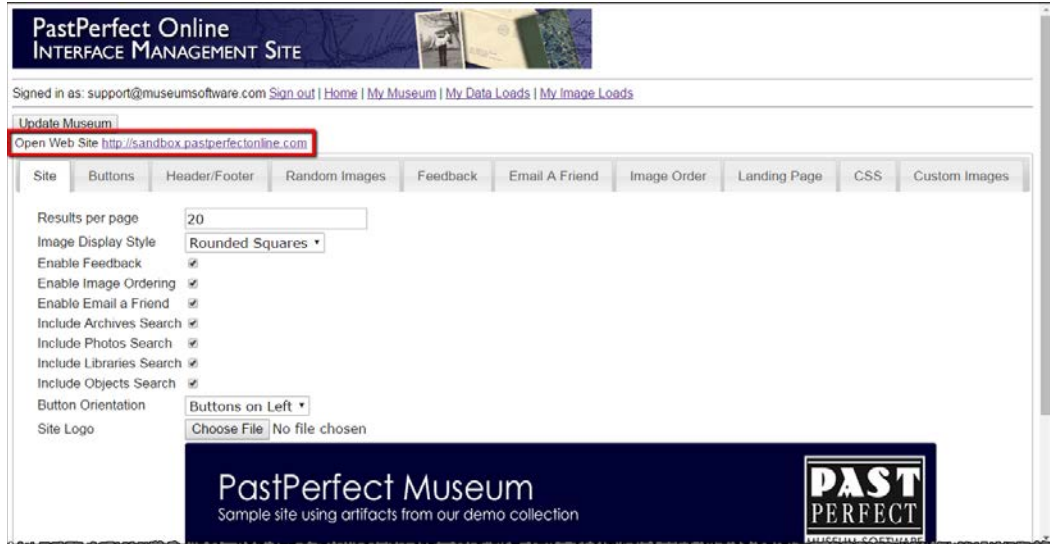 PastPerfect Online
INTERFACE MANAGEMENT SITE
Signed in as: support@museumsoftware.com Sign out | Home | My Museum | My Data Loads | My Image Loads
Update Museum
Open Web Site http://sandbox.pastperfectonline.com
Site Buttons Header/Footer Random Images Feedback Email A Friend Image Order Landing Page CSS Custom Images
Results per page 20
Image Display Style Rounded Squares
Enable Feedback
Enable Image Ordering
Enable Email a Friend
Include Archives Search
Include Photos Search
Include Libraries Search
Include Objects Search
Button Orientation Buttons on Left
Site Logo Choose File No file chosen
PastPerfect Museum
Sample site using artifacts from our demo collection
PAST
PERFECT
MUSEUM SOFTWARE